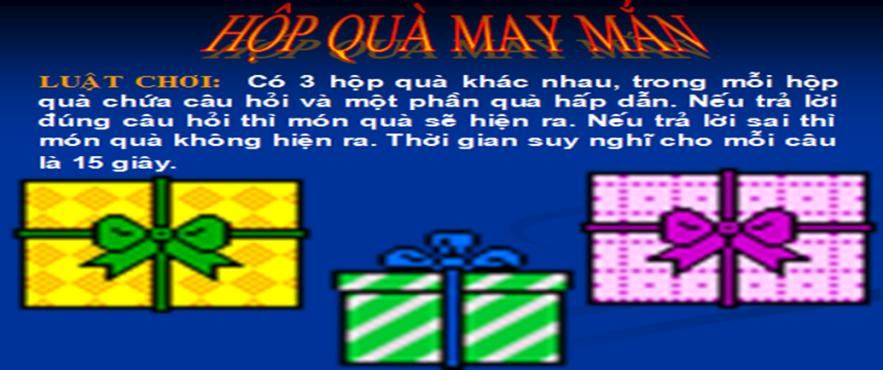 HỘP QUÀ MAY MẮN
LUẬT CHƠI: Có 3 hộp quà khác nhau, trong mỗi hộp
quà chứa câu hỏi và một phần quà hấp dẫn. Nếu trả lời
đúng câu hỏi thì món quà sẽ hiện ra. Nếu trả lời sai thì
món quà không hiện ra. Thời gian suy nghĩ cho mỗi câu
là 15 giây.